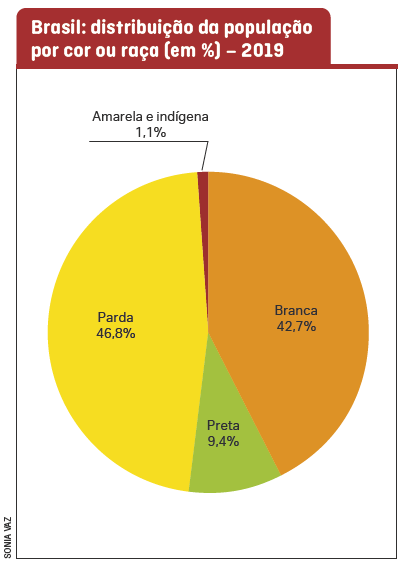 Brasil: distribuição da população
por cor ou raça (em %) – 2019
Amarela e indígena
1,1%
Parda
46,8%
Branca
42,7%
Preta
9,4%
SONIA VAZ